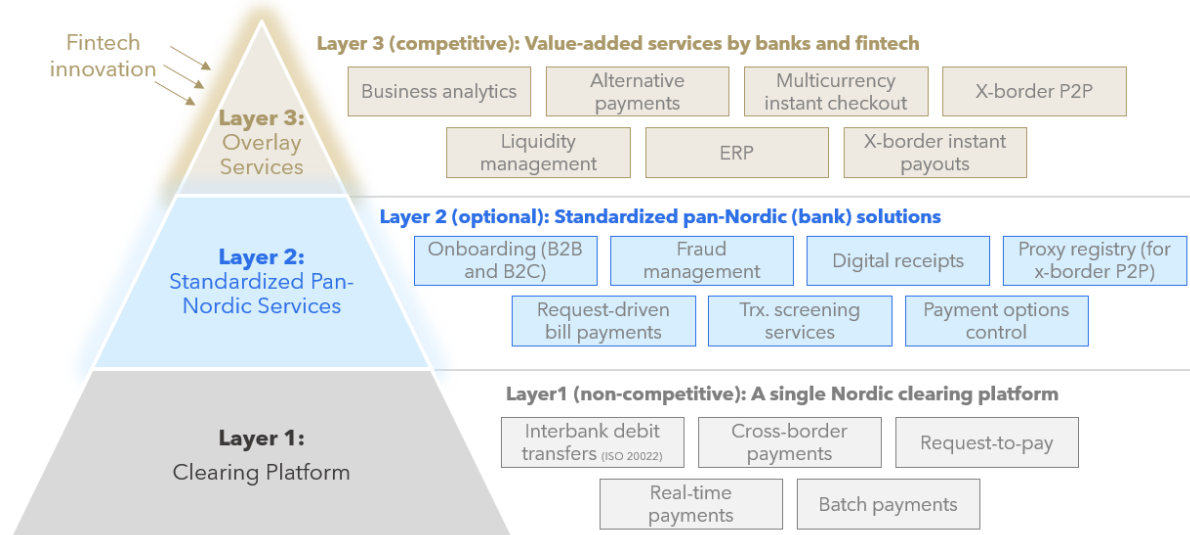 Fintech
innovation
Layer 3 (competitive): Value-added services by banks and fintech
Business analytics
Alternative
payments
Multicurrency
instant checkout
X-border P2P
Layer 3:
Overlay
Services
Liquidity
management
ERP
X-border instant
payouts
Layer 2 (optional): Standardized pan-Nordic (bank) solutions
Layer 2:
Standardized Pan-
Nordic Services
Onboarding (B2B
and B2C)
Fraud
management
Digital receipts
Proxy registry (for
x-border P2P)
Request-driven
bill payments
Trx. screening
services
Payment options
control
Layer1 (non-competitive): A single Nordic clearing platform
Layer 1:
Clearing Platform
Interbank debit
transfers (ISO 20022)
Cross-border
payments
Request-to-pay
Real-time
payments
Batch payments